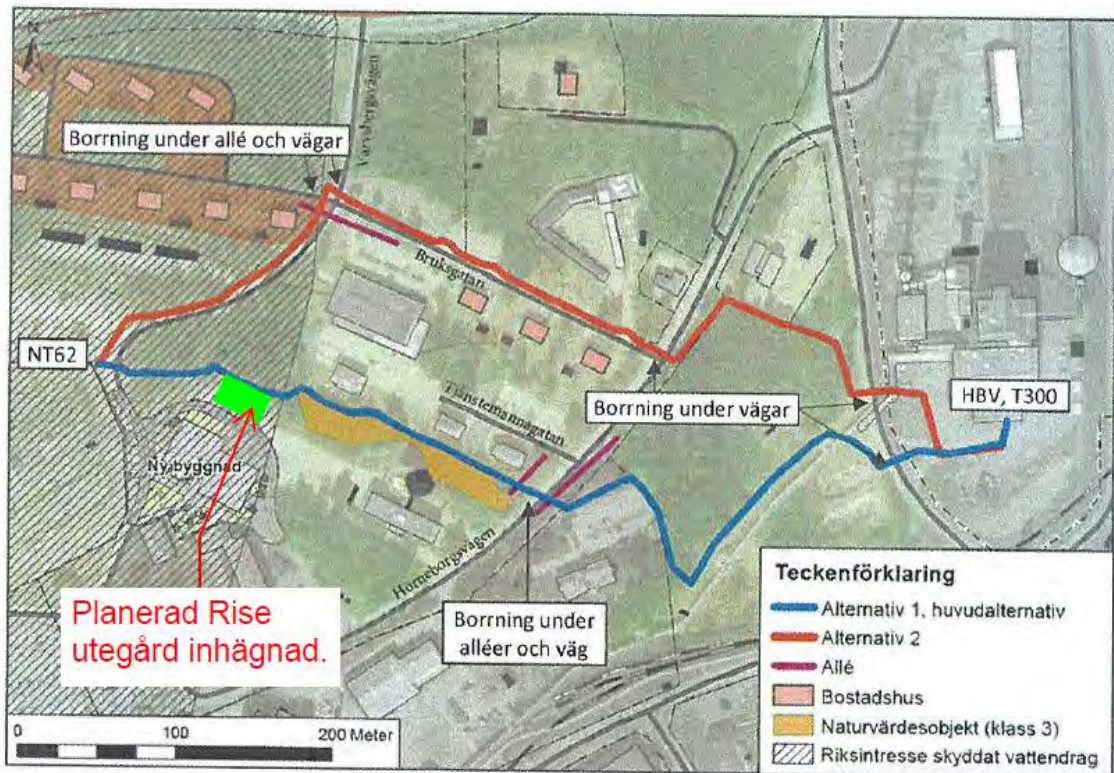 N
Varvsbergsvägen
Borrning under allé och vägar
Bruksgatan
NT62
Tjänstemannagatan
Borrning under vägar
HBV, T300
Ny byggnad
Horneborgsvägen
Planerad Rise
utegård inhägnad.
Borrning under
alléer och väg
Teckenförklaring
Alternativ 1, huvudalternativ
Alternativ 2
Allé
Bostadshus
Naturvärdesobjekt (klass 3)
Riksintresse skyddat vattendrag
0 100 200 Meter